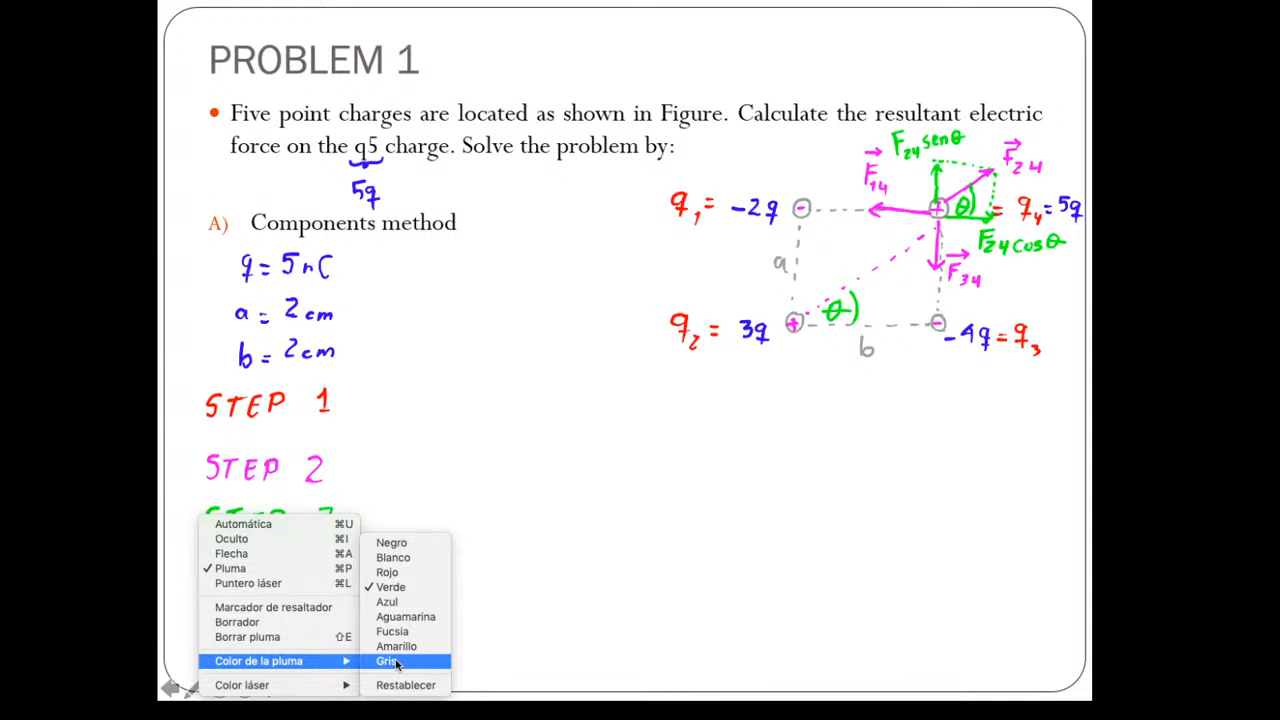 PROBLEM 1
• Five point charges are located as shown in Figure. Calculate the resultant electric
force on the q5 charge. Solve the problem by:
5q
A) Components method
q = 5nC
a = 2cm
b = 2cm
STEP 1
STEP 2
F24 senθ
F24
F14
q1 = -2q
θ
= q4 = 5q
F24 cosθ
a
F34
θ
q2 = 3q
-4q = q3
b
Automática ⌘U
Oculto ⌘I
Flecha ⌘A
✓ Pluma ⌘P
Puntero láser ⌘L
Marcador de resaltador
Borrador
Borrar pluma ⇧E
Color de la pluma
Color láser
Negro
Blanco
Rojo
✓ Verde
Azul
Aguamarina
Fucsia
Amarillo
Gris
Restablecer